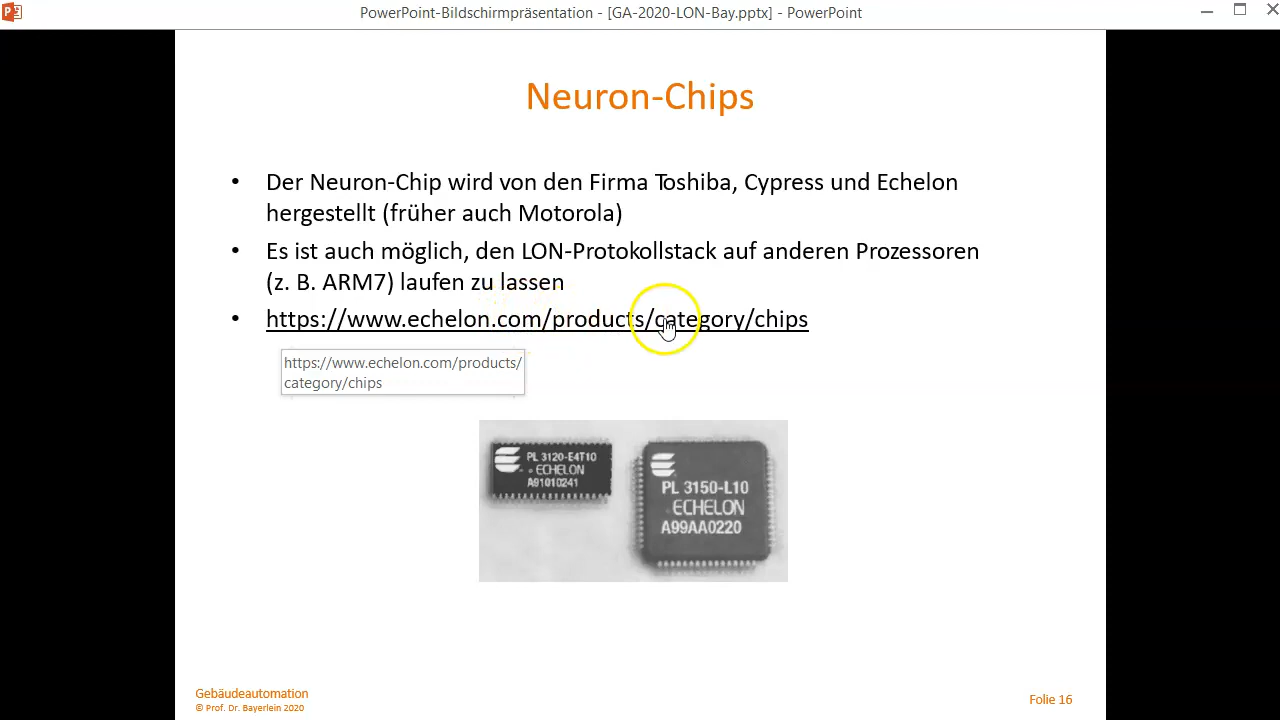 PowerPoint-Bildschirmpräsentation - [GA-2020-LON-Bay.pptx] - PowerPoint
Neuron-Chips
• Der Neuron-Chip wird von den Firma Toshiba, Cypress und Echelon
hergestellt (früher auch Motorola)
• Es ist auch möglich, den LON-Protokollstack auf anderen Prozessoren
(z. B. ARM7) laufen zu lassen
• https://www.echelon.com/products/category/chips
https://www.echelon.com/products/
category/chips
PL 3120-E4T10
ECHELON
A91010241
PL 3150-L10
ECHELON
A99AA0220
Gebäudeautomation
© Prof. Dr. Bayerlein 2020
Folie 16